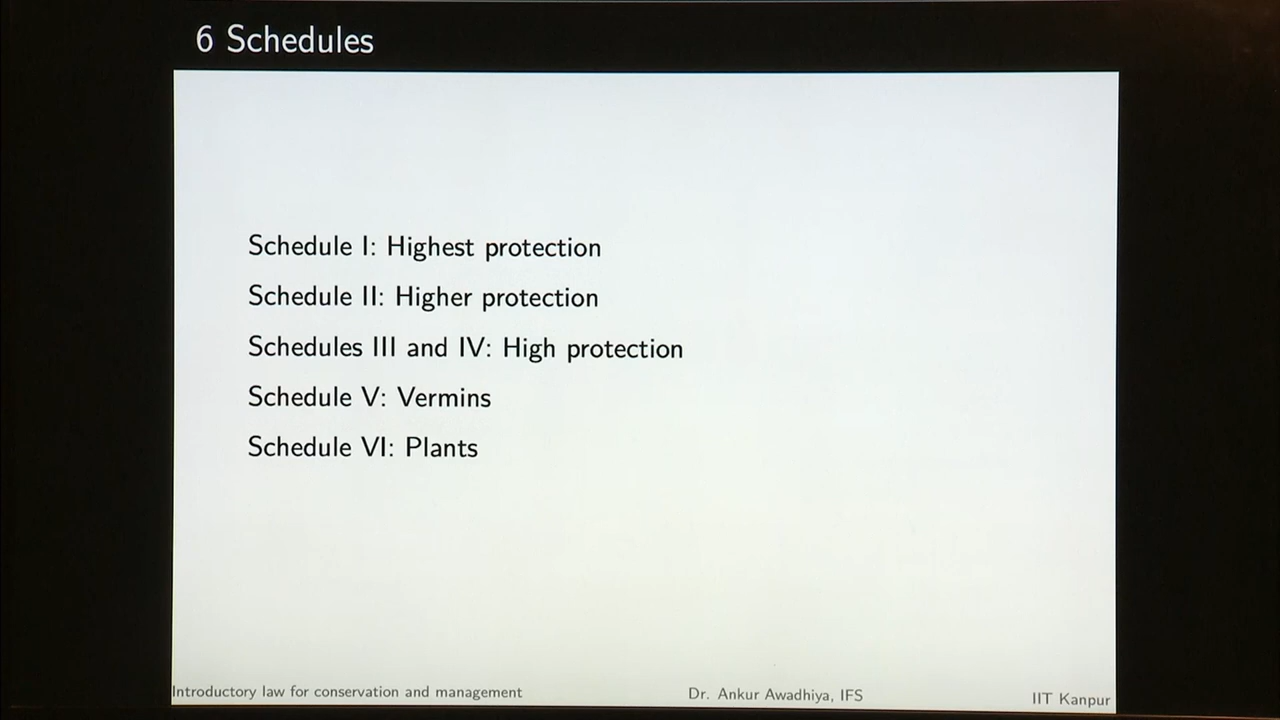 6 Schedules
Schedule I: Highest protection
Schedule II: Higher protection
Schedules III and IV: High protection
Schedule V: Vermins
Schedule VI: Plants
Introductory law for conservation and management Dr. Ankur Awadhiya, IFS IIT Kanpur